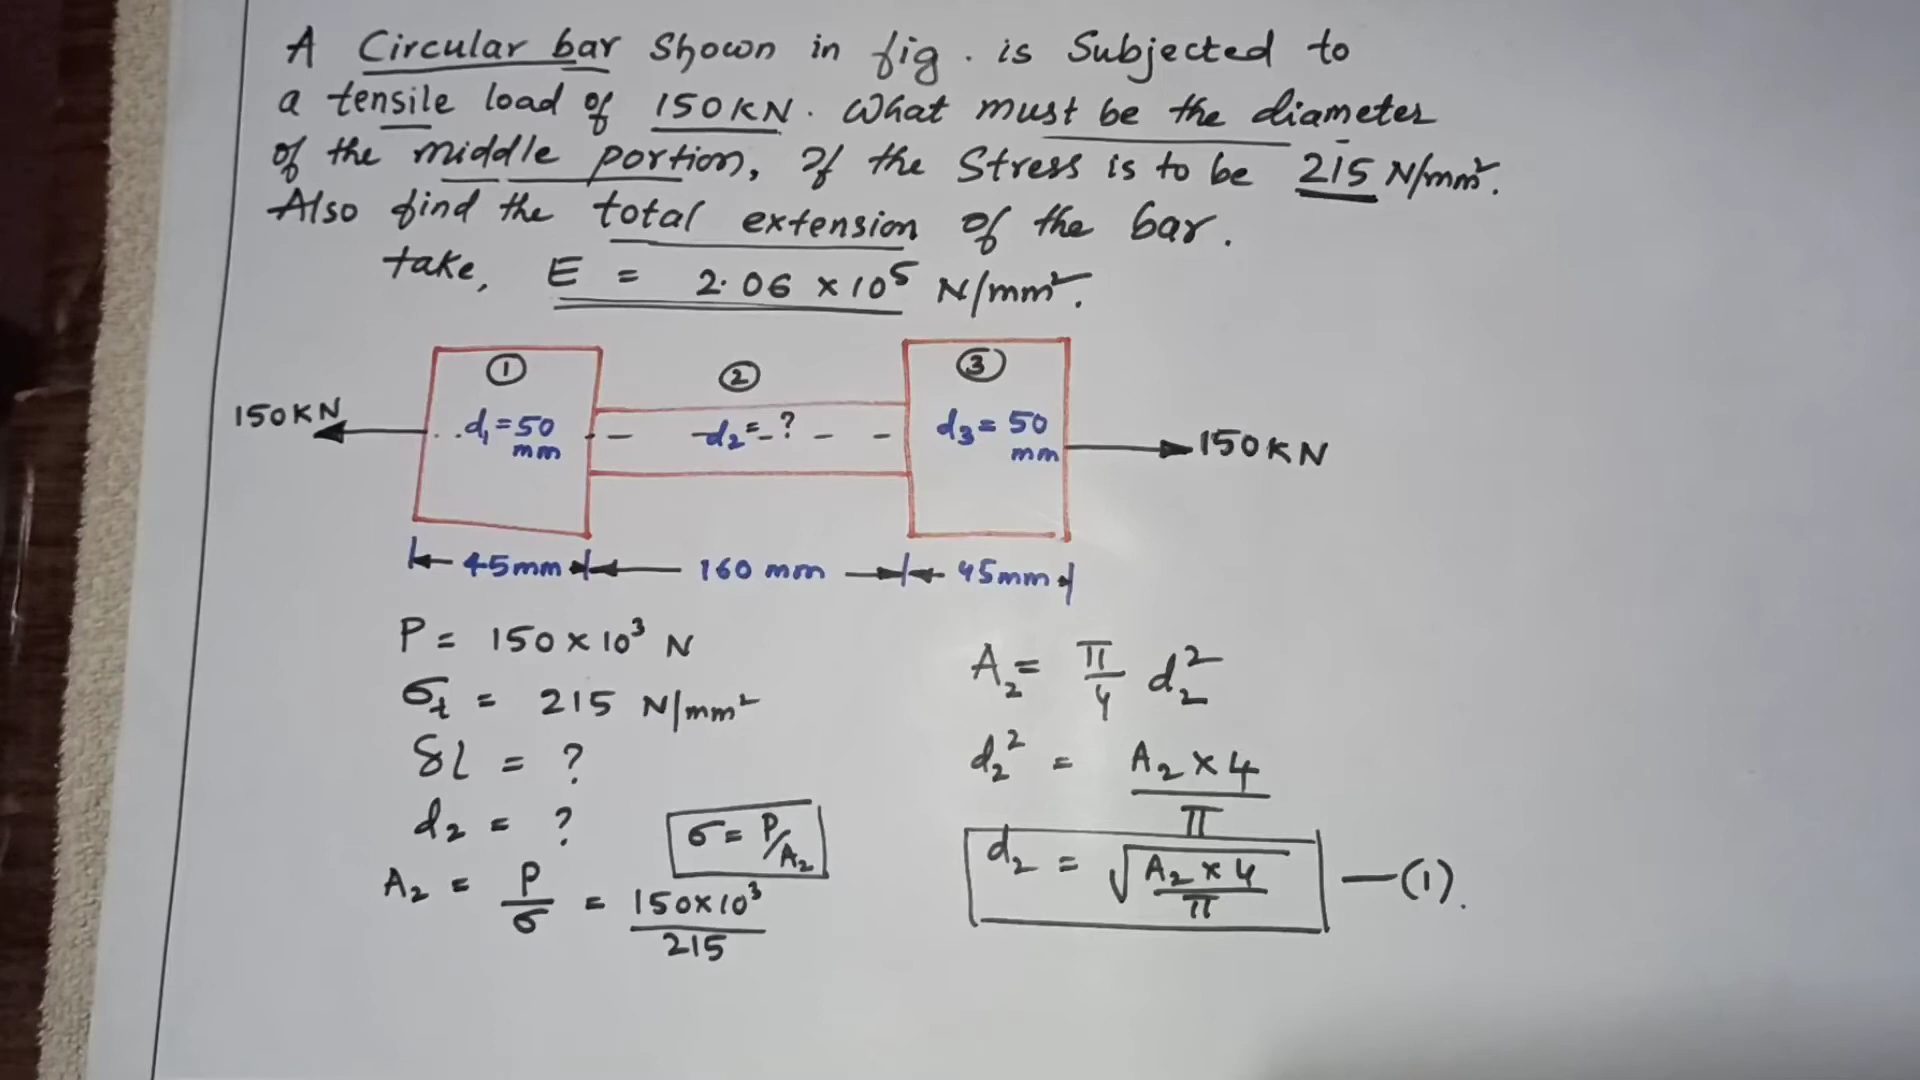 A Circular bar Shown in fig. is Subjected to
a tensile load of 150KN. What must be the diameter
of the middle portion, If the Stress is to be 215 N/mm².
Also find the total extension of the bar.
take, E = 2.06 × 10⁵ N/mm².
① ② ③
150KN d₁=50 mm d₂=? d₃=50 mm 150KN
45mm 160 mm 45mm
P = 150×10³ N
σt = 215 N/mm²
δl = ?
d₂ = ?
σ = P/A₂
A₂ = P/σ = 150×10³/215
A₂ = π/4 d₂²
d₂² = A₂ × 4/π
d₂ = √(A₂ × 4/π) —(1).